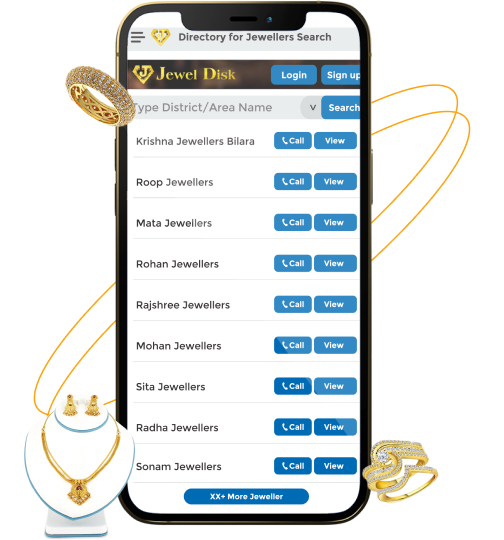 Directory for Jewellers Search
Jewel Disk
Login
Sign up
Type District/Area Name
v
Search
Krishna Jewellers Bilara
Call
View
Roop Jewellers
Call
View
Mata Jewellers
Call
View
Rohan Jewellers
Call
View
Rajshree Jewellers
Call
View
Mohan Jewellers
Call
View
Sita Jewellers
Call
View
Radha Jewellers
Call
View
Sonam Jewellers
Call
View
XX+ More Jeweller